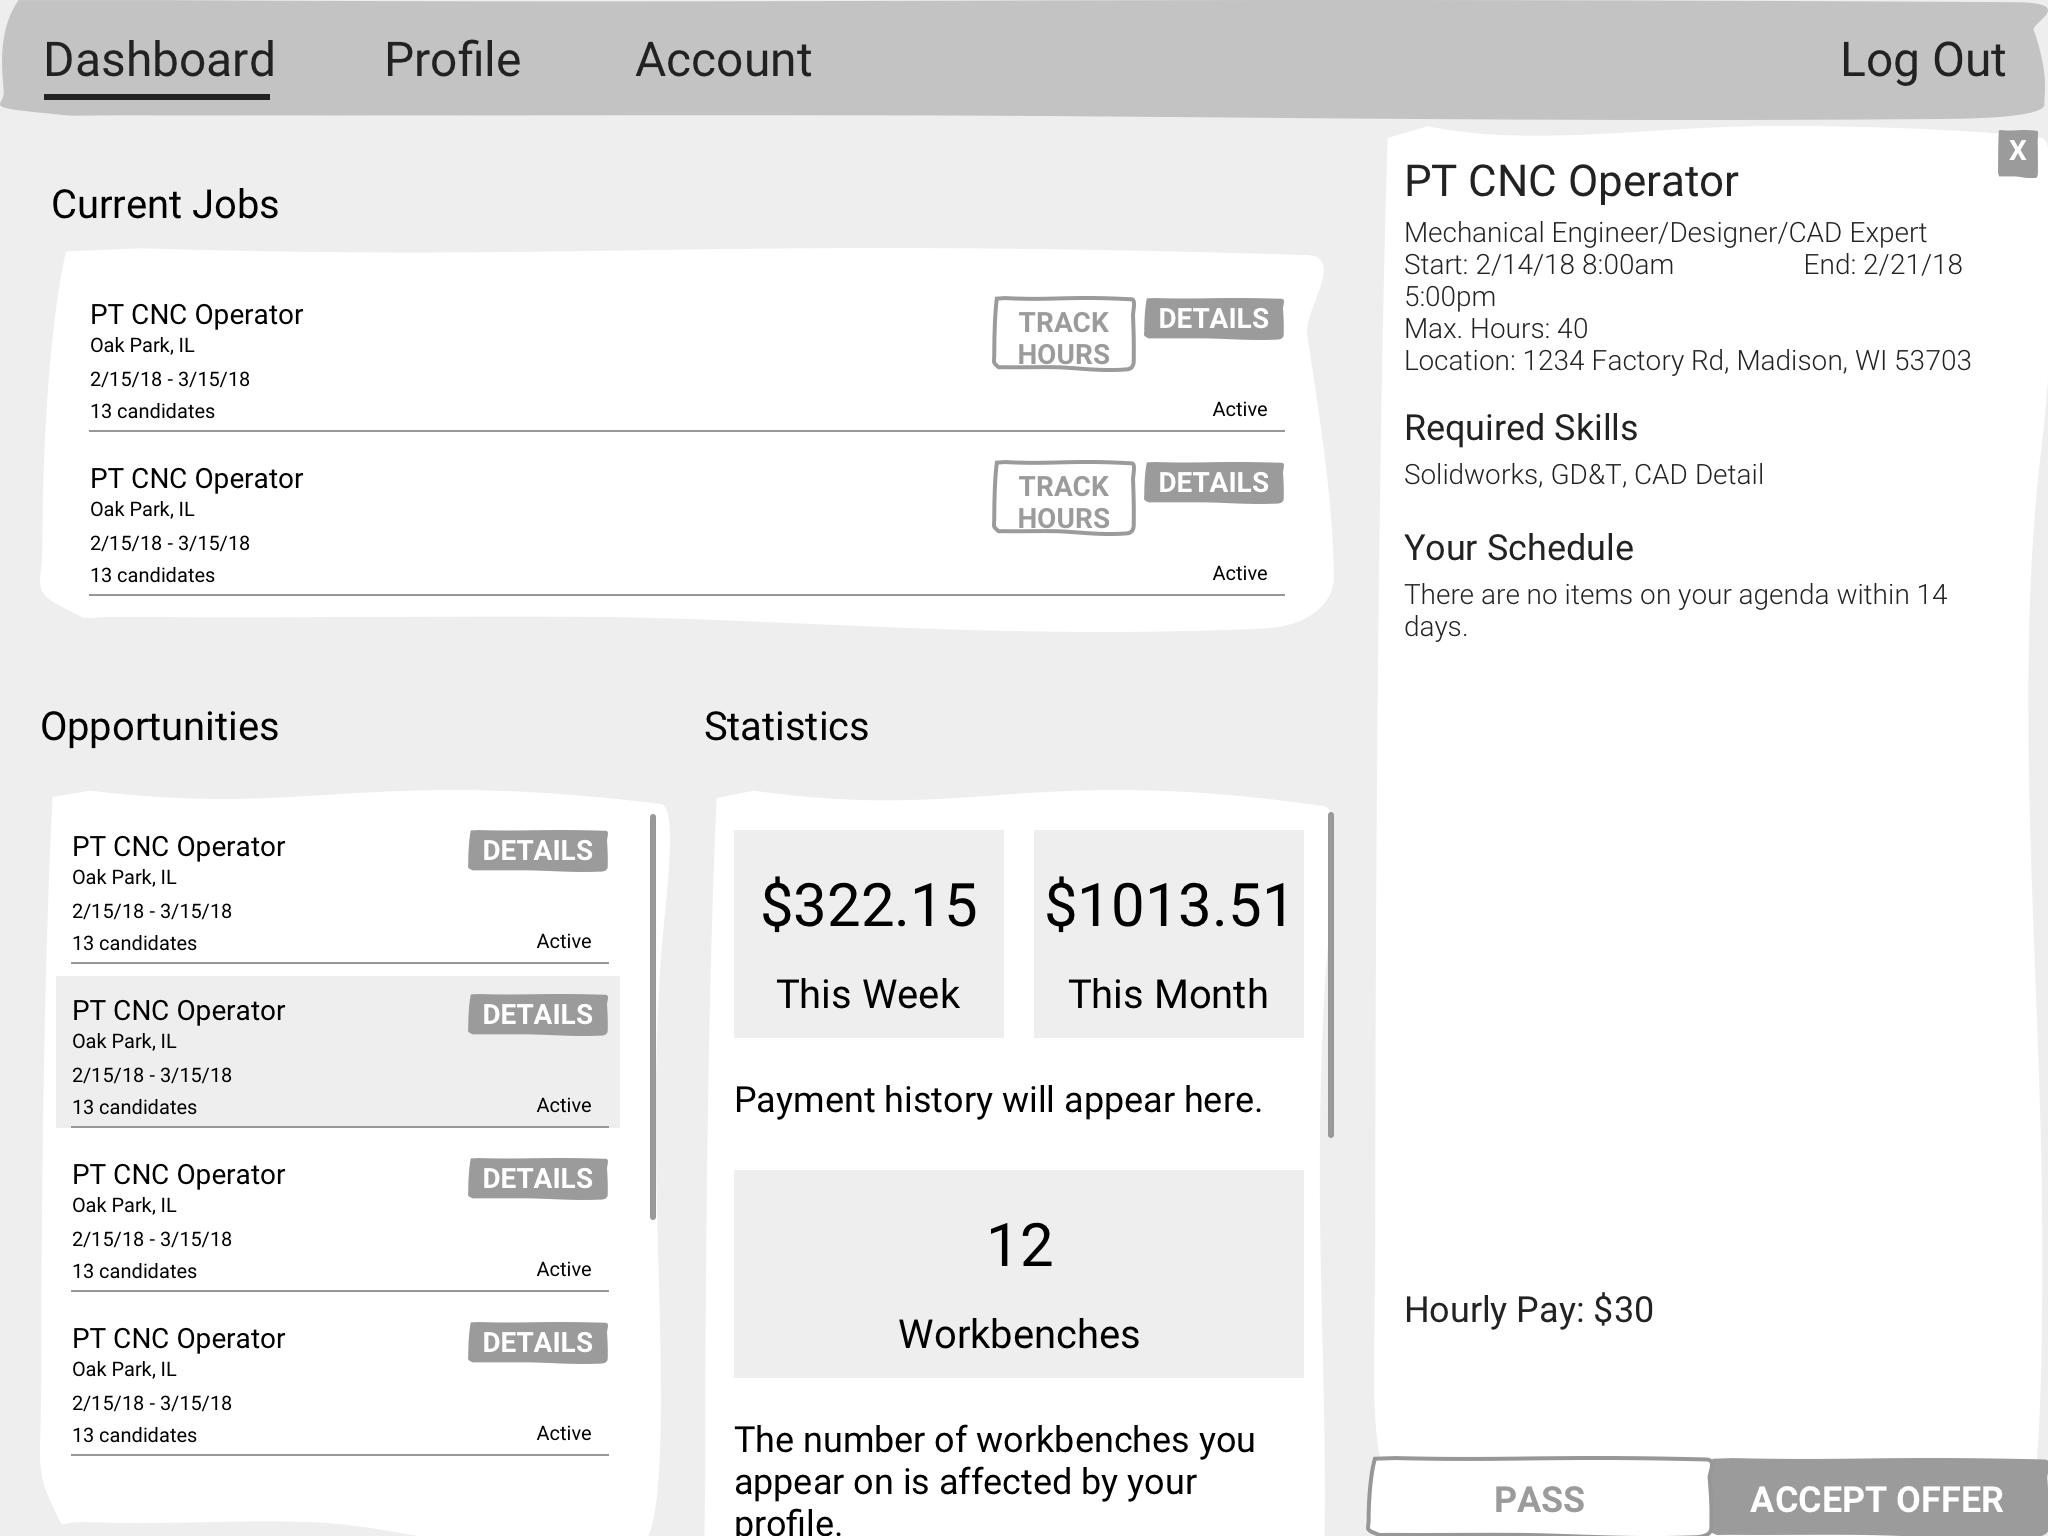 Dashboard Profile Account Log Out
Current Jobs
PT CNC Operator
Oak Park, IL
2/15/18 - 3/15/18
13 candidates
TRACK
HOURS
DETAILS
Active
PT CNC Operator
Oak Park, IL
2/15/18 - 3/15/18
13 candidates
TRACK
HOURS
DETAILS
Active
Opportunities
PT CNC Operator
Oak Park, IL
2/15/18 - 3/15/18
13 candidates
DETAILS
Active
PT CNC Operator
Oak Park, IL
2/15/18 - 3/15/18
13 candidates
DETAILS
Active
PT CNC Operator
Oak Park, IL
2/15/18 - 3/15/18
13 candidates
DETAILS
Active
PT CNC Operator
Oak Park, IL
2/15/18 - 3/15/18
13 candidates
DETAILS
Active
Statistics
$322.15
This Week
$1013.51
This Month
Payment history will appear here.
12
Workbenches
The number of workbenches you
appear on is affected by your
profile.
X
PT CNC Operator
Mechanical Engineer/Designer/CAD Expert
Start: 2/14/18 8:00am End: 2/21/18
5:00pm
Max. Hours: 40
Location: 1234 Factory Rd, Madison, WI 53703
Required Skills
Solidworks, GD&T, CAD Detail
Your Schedule
There are no items on your agenda within 14
days.
Hourly Pay: $30
PASS
ACCEPT OFFER